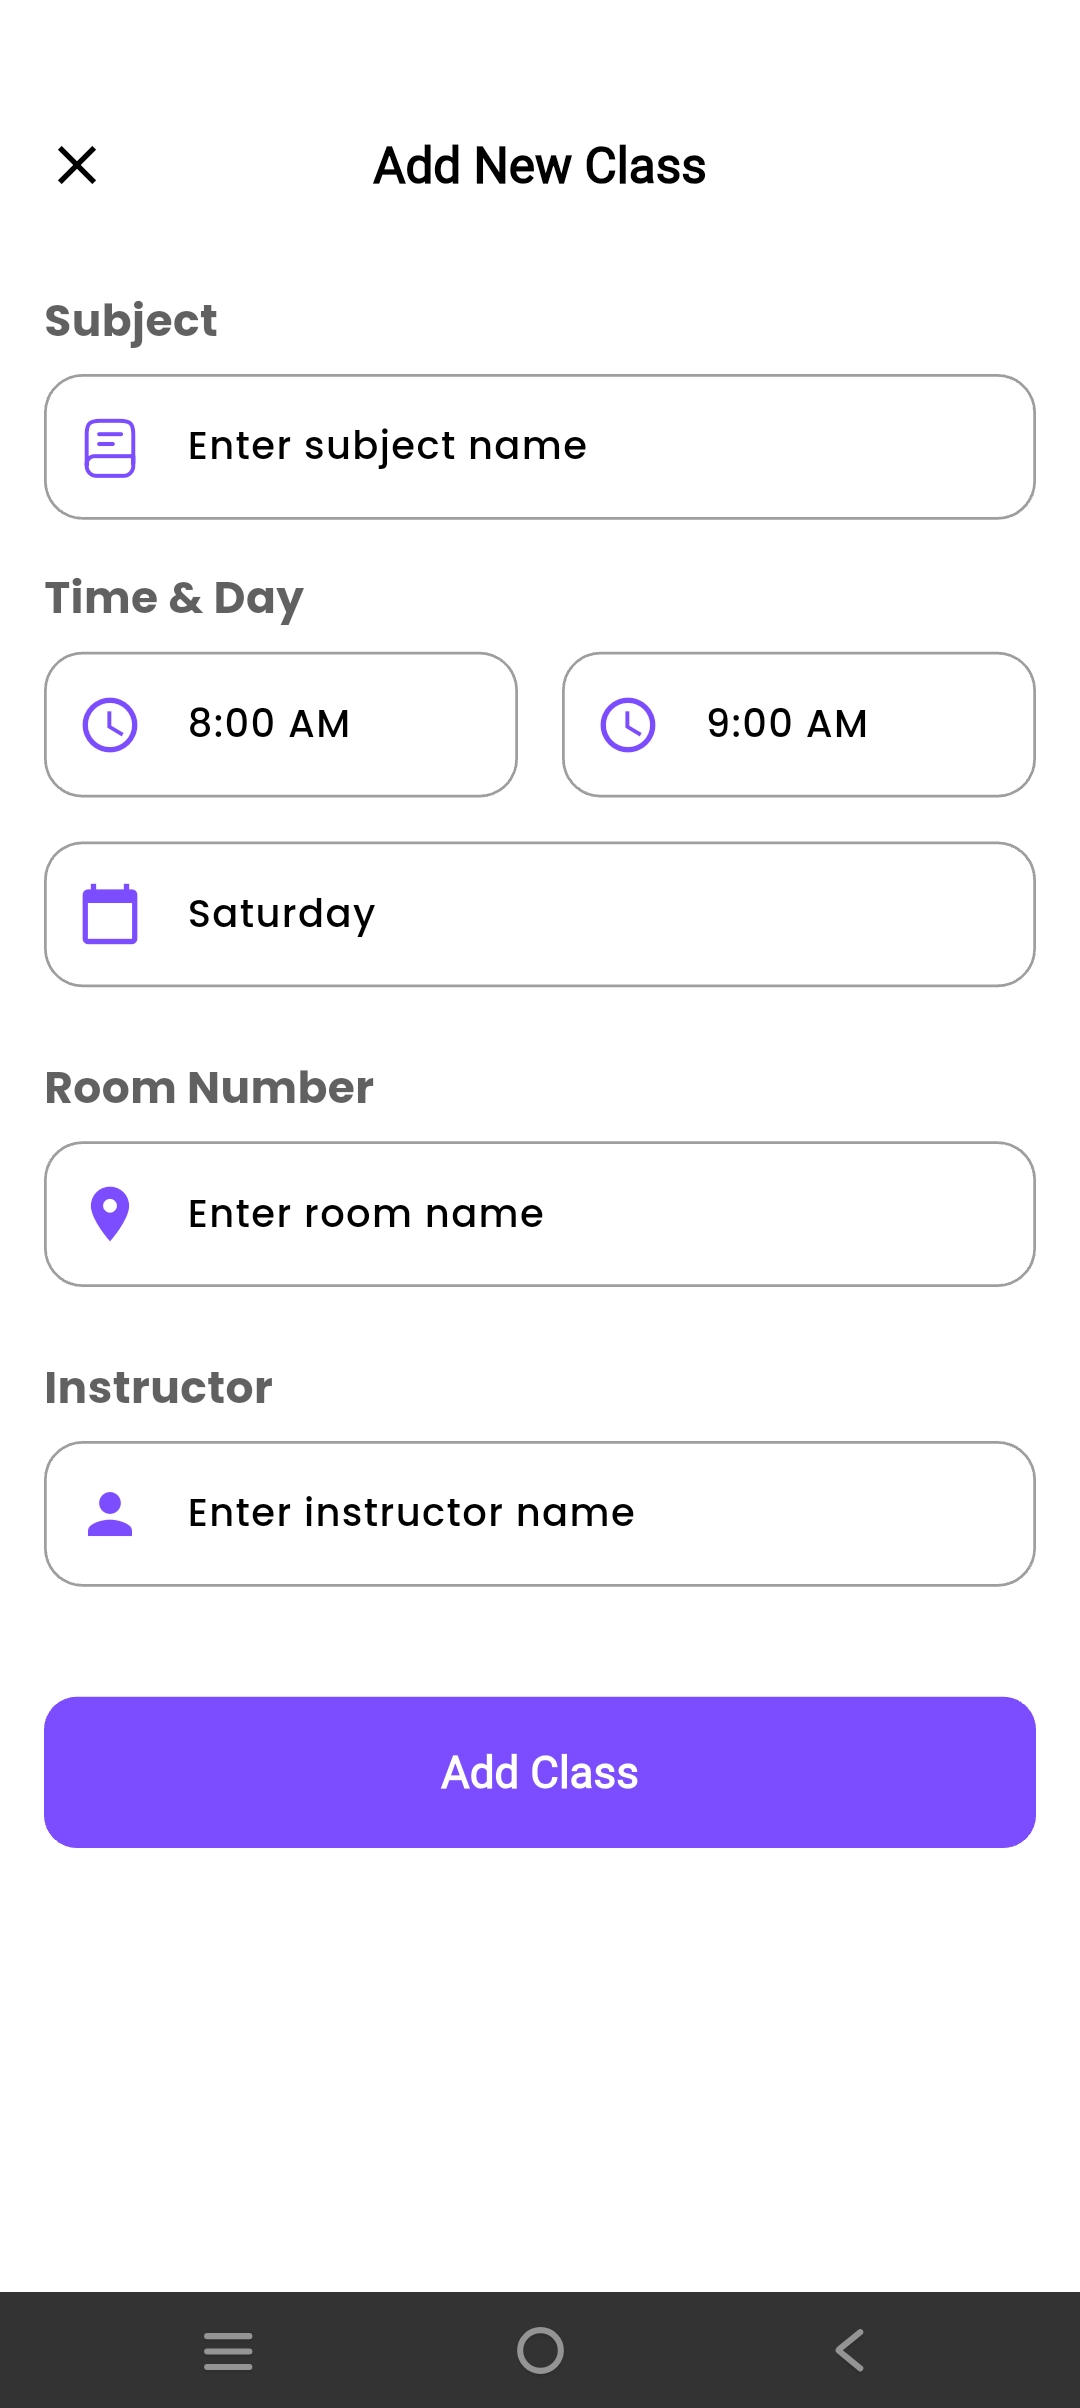 Add New Class
Subject
Enter subject name
Time & Day
8:00 AM
9:00 AM
Saturday
Room Number
Enter room name
Instructor
Enter instructor name
Add Class